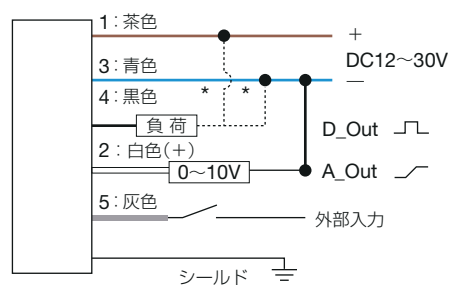 1：茶色
＋
DC12〜30V
3：青色
－
4：黒色
* *
負 荷
D_Out
2：白色(＋)
0〜10V
A_Out
5：灰色
外部入力
シールド